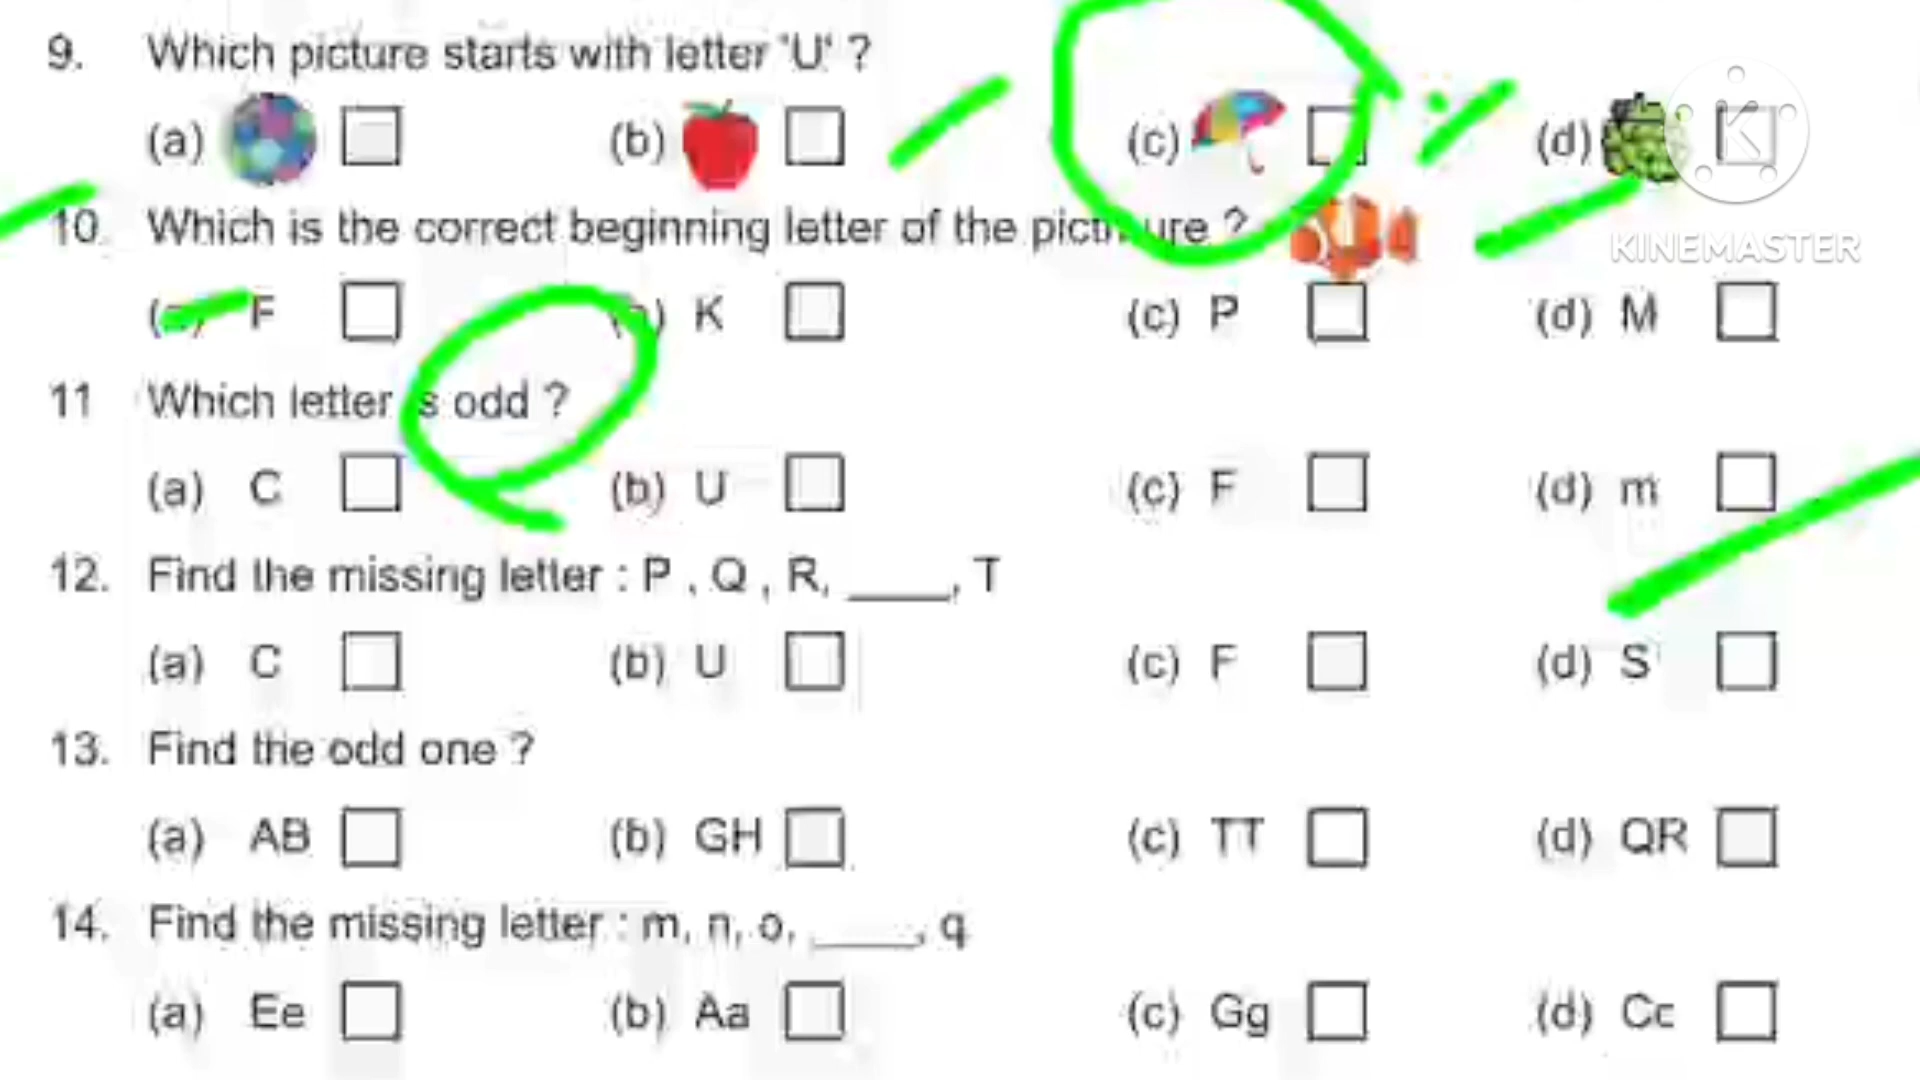 9. Which picture starts with letter 'U' ?
(a) (b) (c) (d)
KINEMASTER
10. Which is the correct beginning letter of the picture ?
(a) F (b) K (c) P (d) M
11 Which letter is odd ?
(a) C (b) U (c) F (d) m
12. Find the missing letter : P , Q , R, ____, T
(a) C (b) U (c) F (d) S
13. Find the odd one ?
(a) AB (b) GH (c) TT (d) QR
14. Find the missing letter : m, n, o, ____, q
(a) Ee (b) Aa (c) Gg (d) Cc